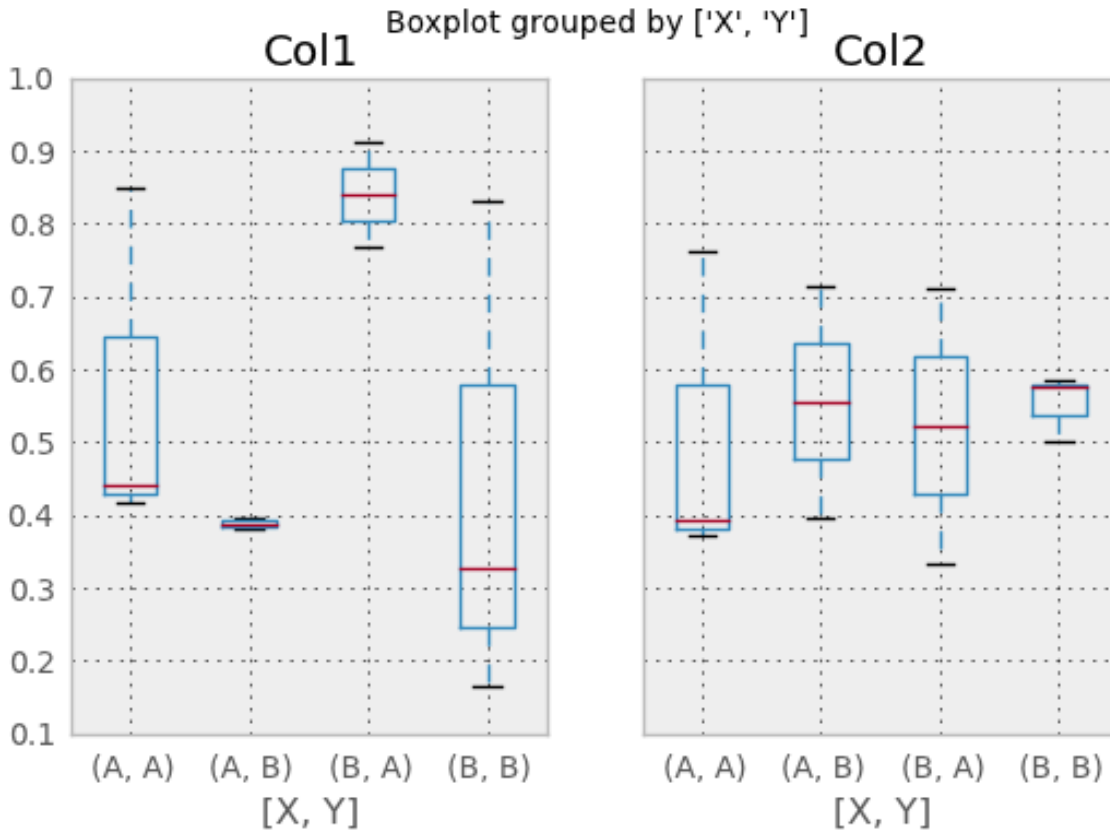 Boxplot grouped by ['X', 'Y']
Col1
Col2
1.0
0.9
0.8
0.7
0.6
0.5
0.4
0.3
0.2
0.1
(A, A) (A, B) (B, A) (B, B)
(A, A) (A, B) (B, A) (B, B)
[X, Y]
[X, Y]